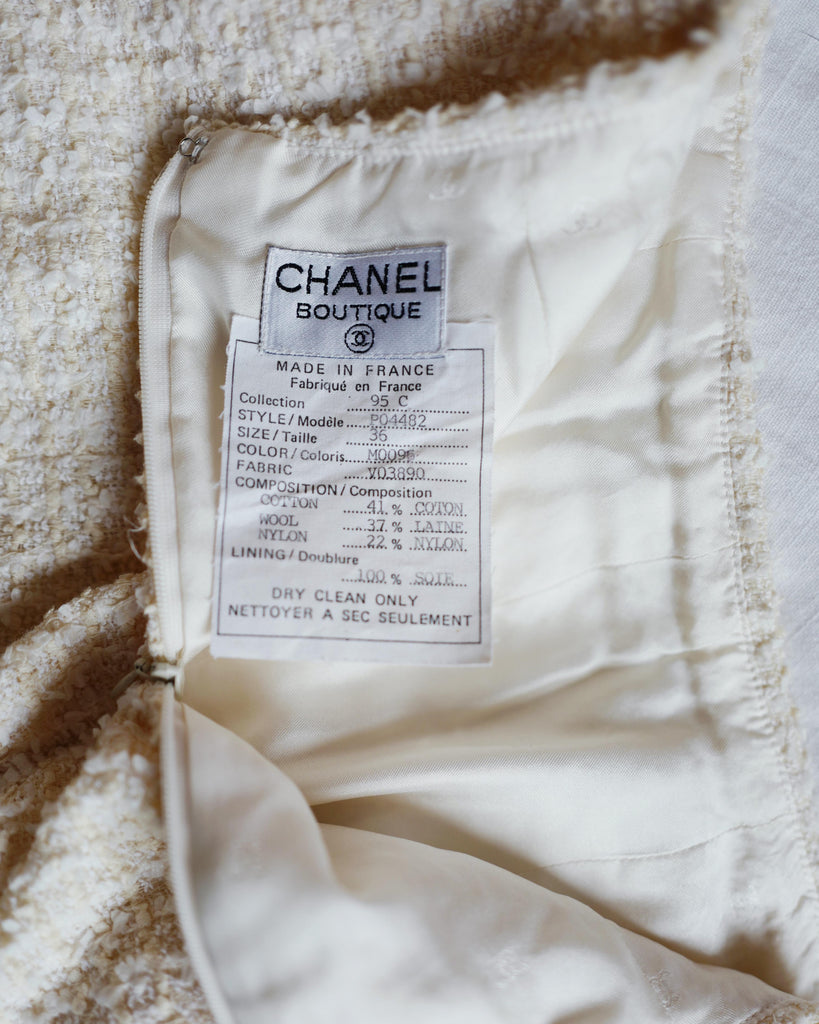 CHANEL
BOUTIQUE
MADE IN FRANCE
Fabriqué en France
Collection 95 C
STYLE/Modèle P04482
SIZE/Taille 36
COLOR/Coloris M0096
FABRIC V03890
COMPOSITION/Composition
COTTON 41 % COTON
WOOL 37 % LAINE
NYLON 22 % NYLON
LINING/Doublure
100 % SOIE
DRY CLEAN ONLY
NETTOYER A SEC SEULEMENT